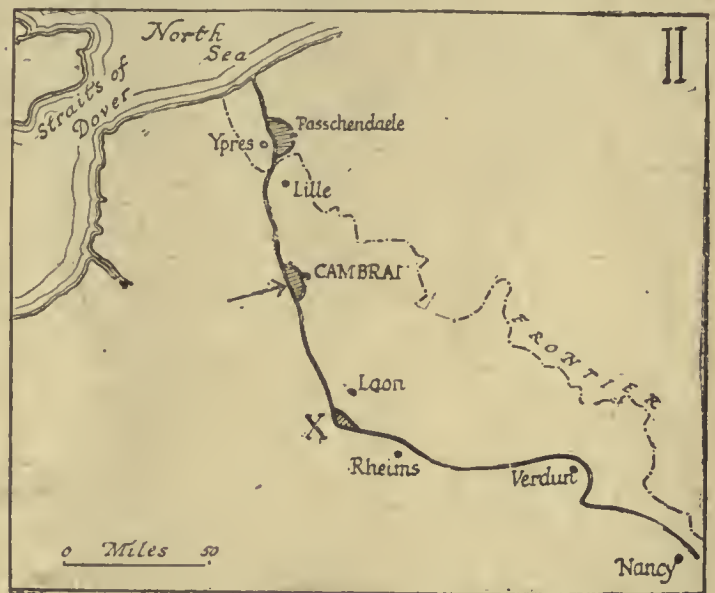 North
Sea
II
Straits of
Dover
Passchendaele
Ypres
Lille
CAMBRAI
FRONTIER
Laon
X
Rheims
Verdun
0 Miles 50
Nancy